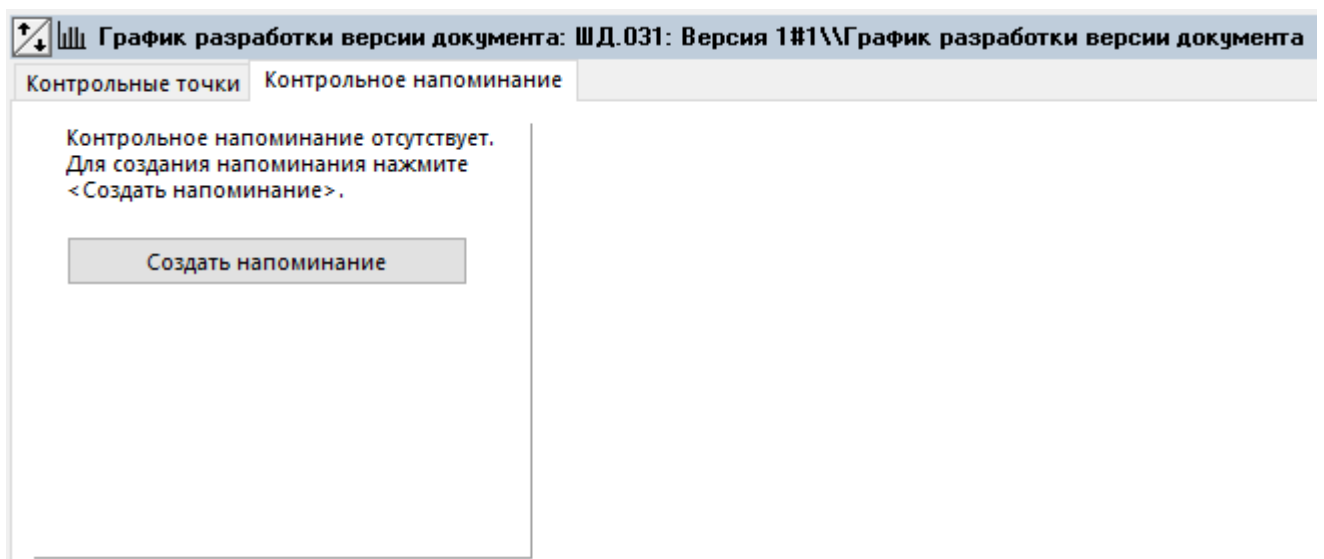 График разработки версии документа: ШД.031: Версия 1#1\\График разработки версии документа
Контрольные точки Контрольное напоминание
Контрольное напоминание отсутствует.
Для создания напоминания нажмите
<Создать напоминание>.
Создать напоминание